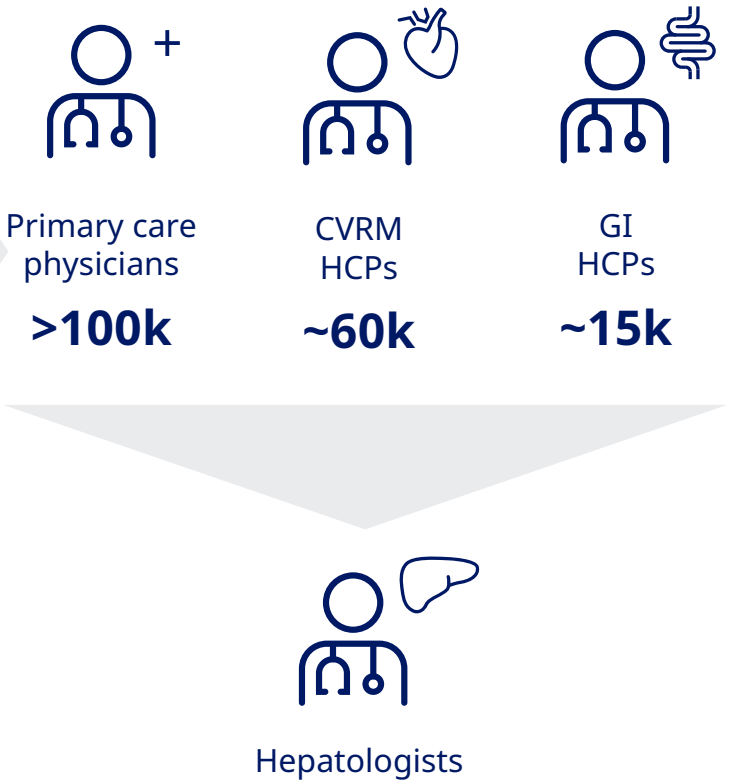 Primary care
physicians
>100k
CVRM
HCPs
~60k
GI
HCPs
~15k
Hepatologists